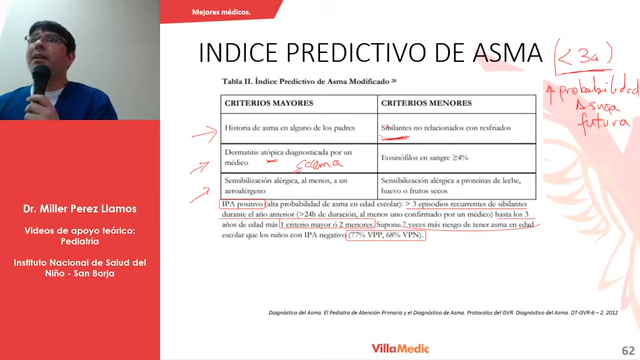 Mejores médicos.
INDICE PREDICTIVO DE ASMA
(< 3a)
↑ probabilidad
futura
Tabla II. Índice Predictivo de Asma Modificado 20
CRITERIOS MAYORES
CRITERIOS MENORES
Historia de asma en alguno de los padres
Sibilantes no relacionados con resfriados
Dermatitis atópica diagnosticada por un
médico
Eosinófilos en sangre ≥4%
Sensibilización alérgica, al menos, a un
aeroalérgeno
Sensibilización alérgica a proteínas de leche,
huevo o frutos secos
IPA positivo (alta probabilidad de asma en edad escolar): > 3 episodios recurrentes de sibilantes
durante el año anterior (>24h de duración, al menos uno confirmado por un médico) hasta los 3
años de edad más 1 criterio mayor ó 2 menores. Supone 7 veces más riesgo de tener asma en edad
escolar que los niños con IPA negativo (77% VPP, 68% VPN).
Dr. Miller Perez Llamos
Videos de apoyo teórico:
Pediatría
Instituto Nacional de Salud del
Niño - San Borja
Diagnóstico del Asma: El Pediatra de Atención Primaria y el Diagnóstico de Asma. Protocolos del GVR. Diagnóstico del Asma. DT-GVR-6 – 2. 2012
VillaMedic
62